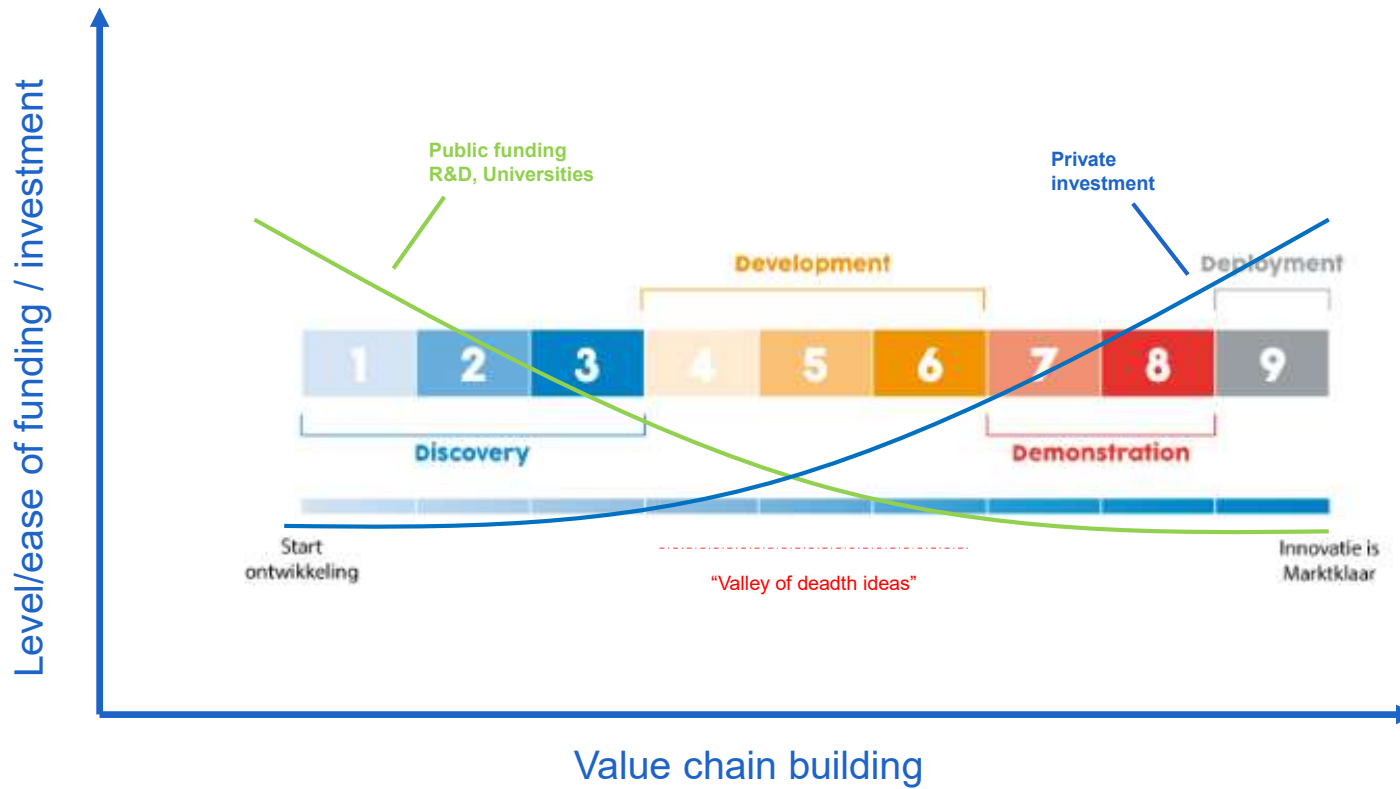 Level/ease of funding / investment
Public funding
R&D, Universities
Private
investment
Development
Deployment
1 2 3 4 5 6 7 8 9
Discovery
Demonstration
Start
ontwikkeling
Innovatie is
Marktklaar
“Valley of deadth ideas”
Value chain building